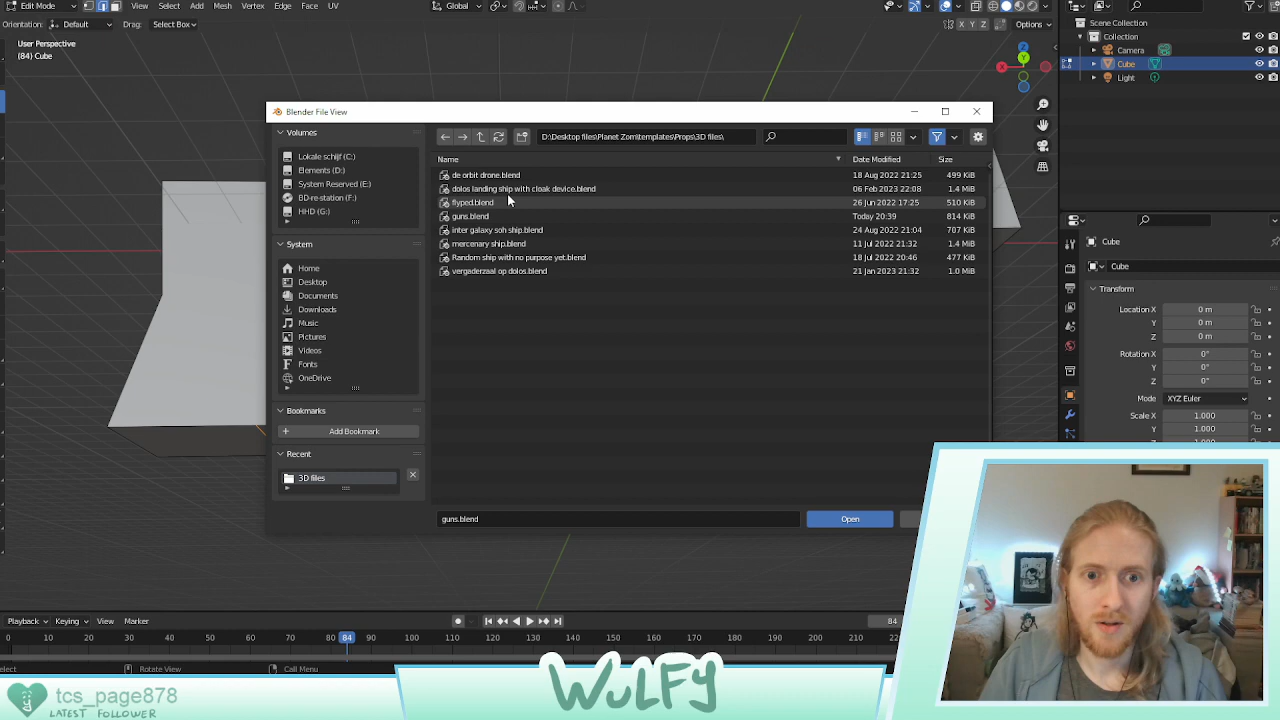 Edit Mode View Select Add Mesh Vertex Edge Face UV Global
Orientation: Default Drag: Select Box X Y Z Options
User Perspective
(84) Cube
Scene Collection
Collection
Camera
Cube
Light
Blender File View
Volumes
Lokale schijf (C:)
Elements (D:)
System Reserved (E:)
BD-re-station (F:)
HHD (G:)
System
Home
Desktop
Documents
Downloads
Music
Pictures
Videos
Fonts
OneDrive
Bookmarks
Add Bookmark
Recent
3D files
D:\Desktop files\Planet Zorn\templates\Props\3D files\
Name Date Modified Size
de orbit drone.blend 18 Aug 2022 21:25 499 KiB
dolos landing ship with cloak device.blend 06 Feb 2023 22:08 1.4 MiB
flyped.blend 26 Jun 2022 17:25 510 KiB
guns.blend Today 20:39 814 KiB
inter galaxy soh ship.blend 24 Aug 2022 21:04 707 KiB
mercenary ship.blend 11 Jul 2022 21:32 1.4 MiB
Random ship with no purpose yet.blend 18 Jul 2022 20:46 477 KiB
vergaderzaal op dolos.blend 21 Jan 2023 21:32 1.0 MiB
guns.blend Open
X
Y
Cube
Cube
Transform
Location X 0 m
Y 0 m
Z 0 m
Rotation X 0°
Y 0°
Z 0°
Mode XYZ Euler
Scale X 1.000
Y 1.000
Playback Keying View Marker 84
0 10 20 30 40 50 60 70 80 84 90 100 110 120 130 140 150 160 170 180 190 200 210
elect Rotate View Call Menu
tcs_page878
LATEST FOLLOWER
WULFY